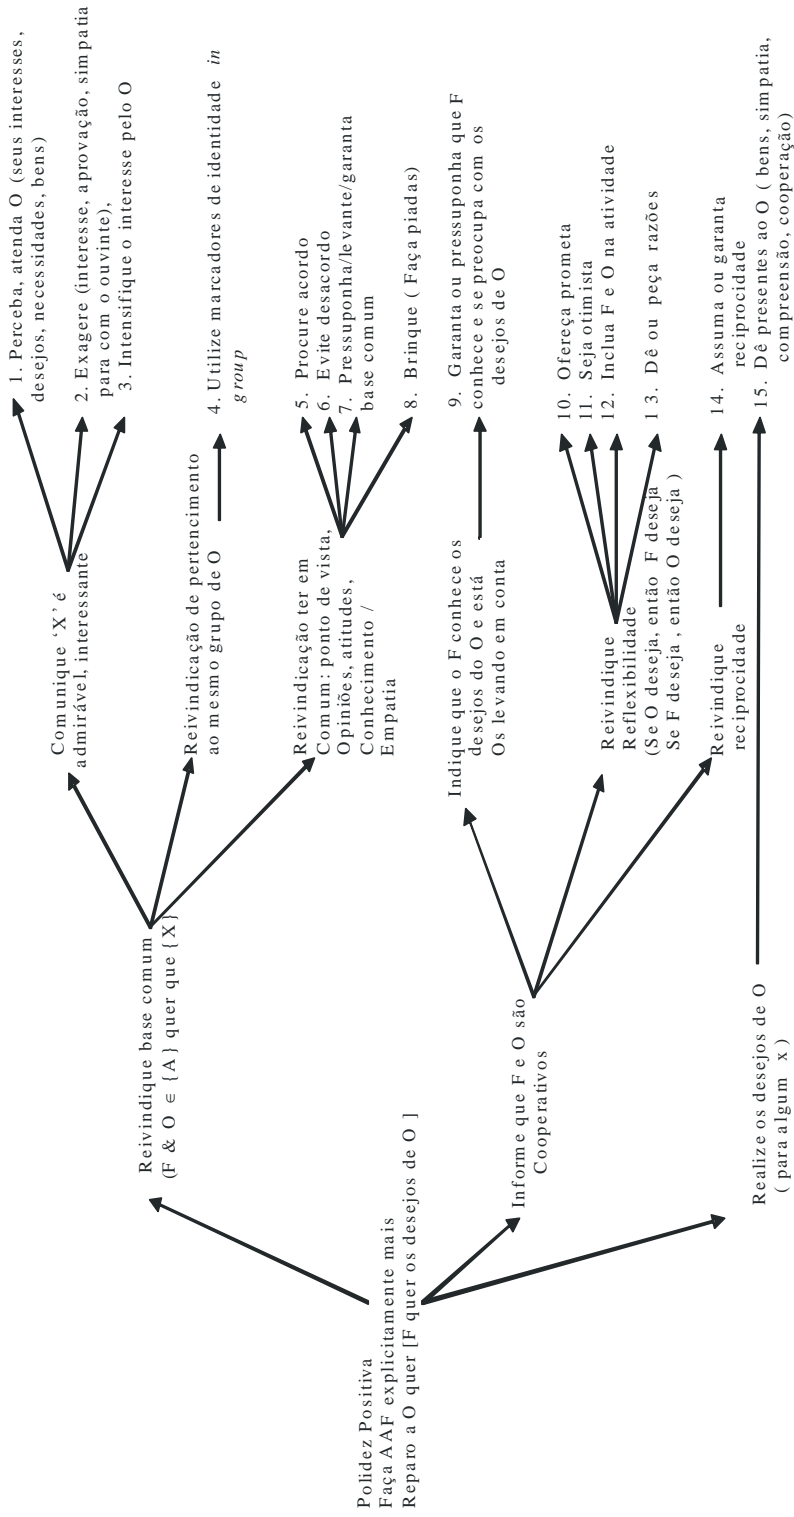 Polidez Positiva
Faça AAF explicitamente mais
Reparo a O quer [F quer os desejos de O ]
Reivindique base comum
(F & O ∈ {A} quer que {X}
Informe que F e O são
Cooperativos
Realize os desejos de O
( para algum x )
Comunique ‘X’ é
admirável, interessante
Reivindicação de pertencimento
ao mesmo grupo de O
Reivindicação ter em
Comum: ponto de vista,
Opiniões, atitudes,
Conhecimento /
Empatia
Indique que o F conhece os
desejos do O e está
Os levando em conta
Reivindique
Reflexibilidade
(Se O deseja, então F deseja
Se F deseja , então O deseja )
Reivindique
reciprocidade
1. Perceba, atenda O (seus interesses,
desejos, necessidades, bens)
2. Exagere (interesse, aprovação, simpatia
para com o ouvinte),
3. Intensifique o interesse pelo O
4. Utilize marcadores de identidade in
group
5. Procure acordo
6. Evite desacordo
7. Pressuponha/levante/garanta
base comum
8. Brinque ( Faça piadas)
9. Garanta ou pressuponha que F
conhece e se preocupa com os
desejos de O
10. Ofereça prometa
11. Seja otimista
12. Inclua F e O na atividade
13. Dê ou peça razões
14. Assuma ou garanta
reciprocidade
15. Dê presentes ao O ( bens, simpatia,
compreensão, cooperação)